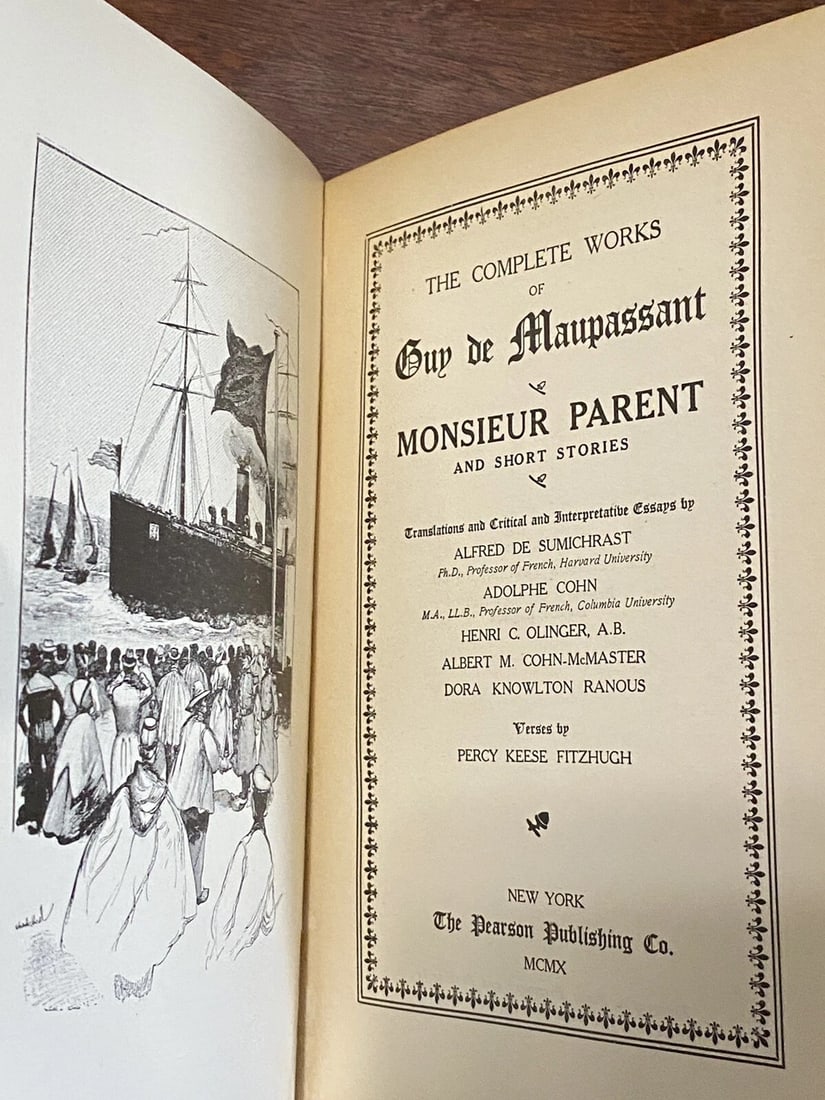 THE COMPLETE WORKS
OF
Guy de Maupassant
MONSIEUR PARENT
AND SHORT STORIES
Translations and Critical and Interpretative Essays by
ALFRED DE SUMICHRAST
Ph.D., Professor of French, Harvard University
ADOLPHE COHN
M.A., LL.B., Professor of French, Columbia University
HENRI C. OLINGER, A.B.
ALBERT M. COHN-McMASTER
DORA KNOWLTON RANOUS
Verses by
PERCY KEESE FITZHUGH
NEW YORK
The Pearson Publishing Co.
MCMX